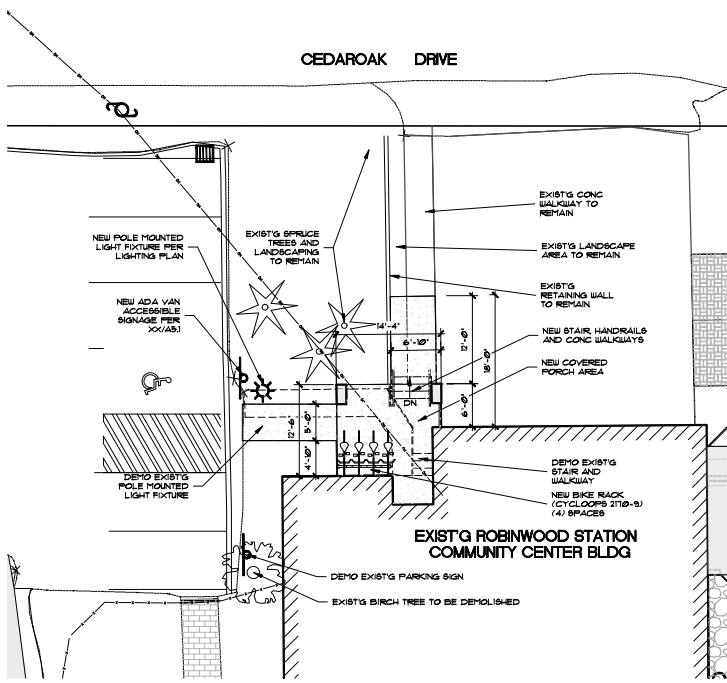 CEDAROAK DRIVE
EXIST'G CONC
WALKWAY TO
REMAIN
NEW POLE MOUNTED
LIGHT FIXTURE PER
LIGHTING PLAN
EXIST'G SPRUCE
TREES AND
LANDSCAPING
TO REMAIN
EXIST'G LANDSCAPE
AREA TO REMAIN
EXIST'G
RETAINING WALL
TO REMAIN
NEW ADA VAN
ACCESSIBLE
SIGNAGE PER
XX/A5.1
14'-4"
6'-10"
12'-0"
18'-0"
6'-0"
NEW STAIR, HANDRAILS
AND CONC WALKWAYS
NEW COVERED
PORCH AREA
DN
12'-6"
5'-0"
4'-10"
DEMO EXIST'G
POLE MOUNTED
LIGHT FIXTURE
DEMO EXIST'G
STAIR AND
WALKWAY
NEW BIKE RACK
(CYCLOOPS 2170-9)
(4) SPACES
EXIST'G ROBINWOOD STATION
COMMUNITY CENTER BLDG
DEMO EXIST'G PARKING SIGN
EXIST'G BIRCH TREE TO BE DEMOLISHED